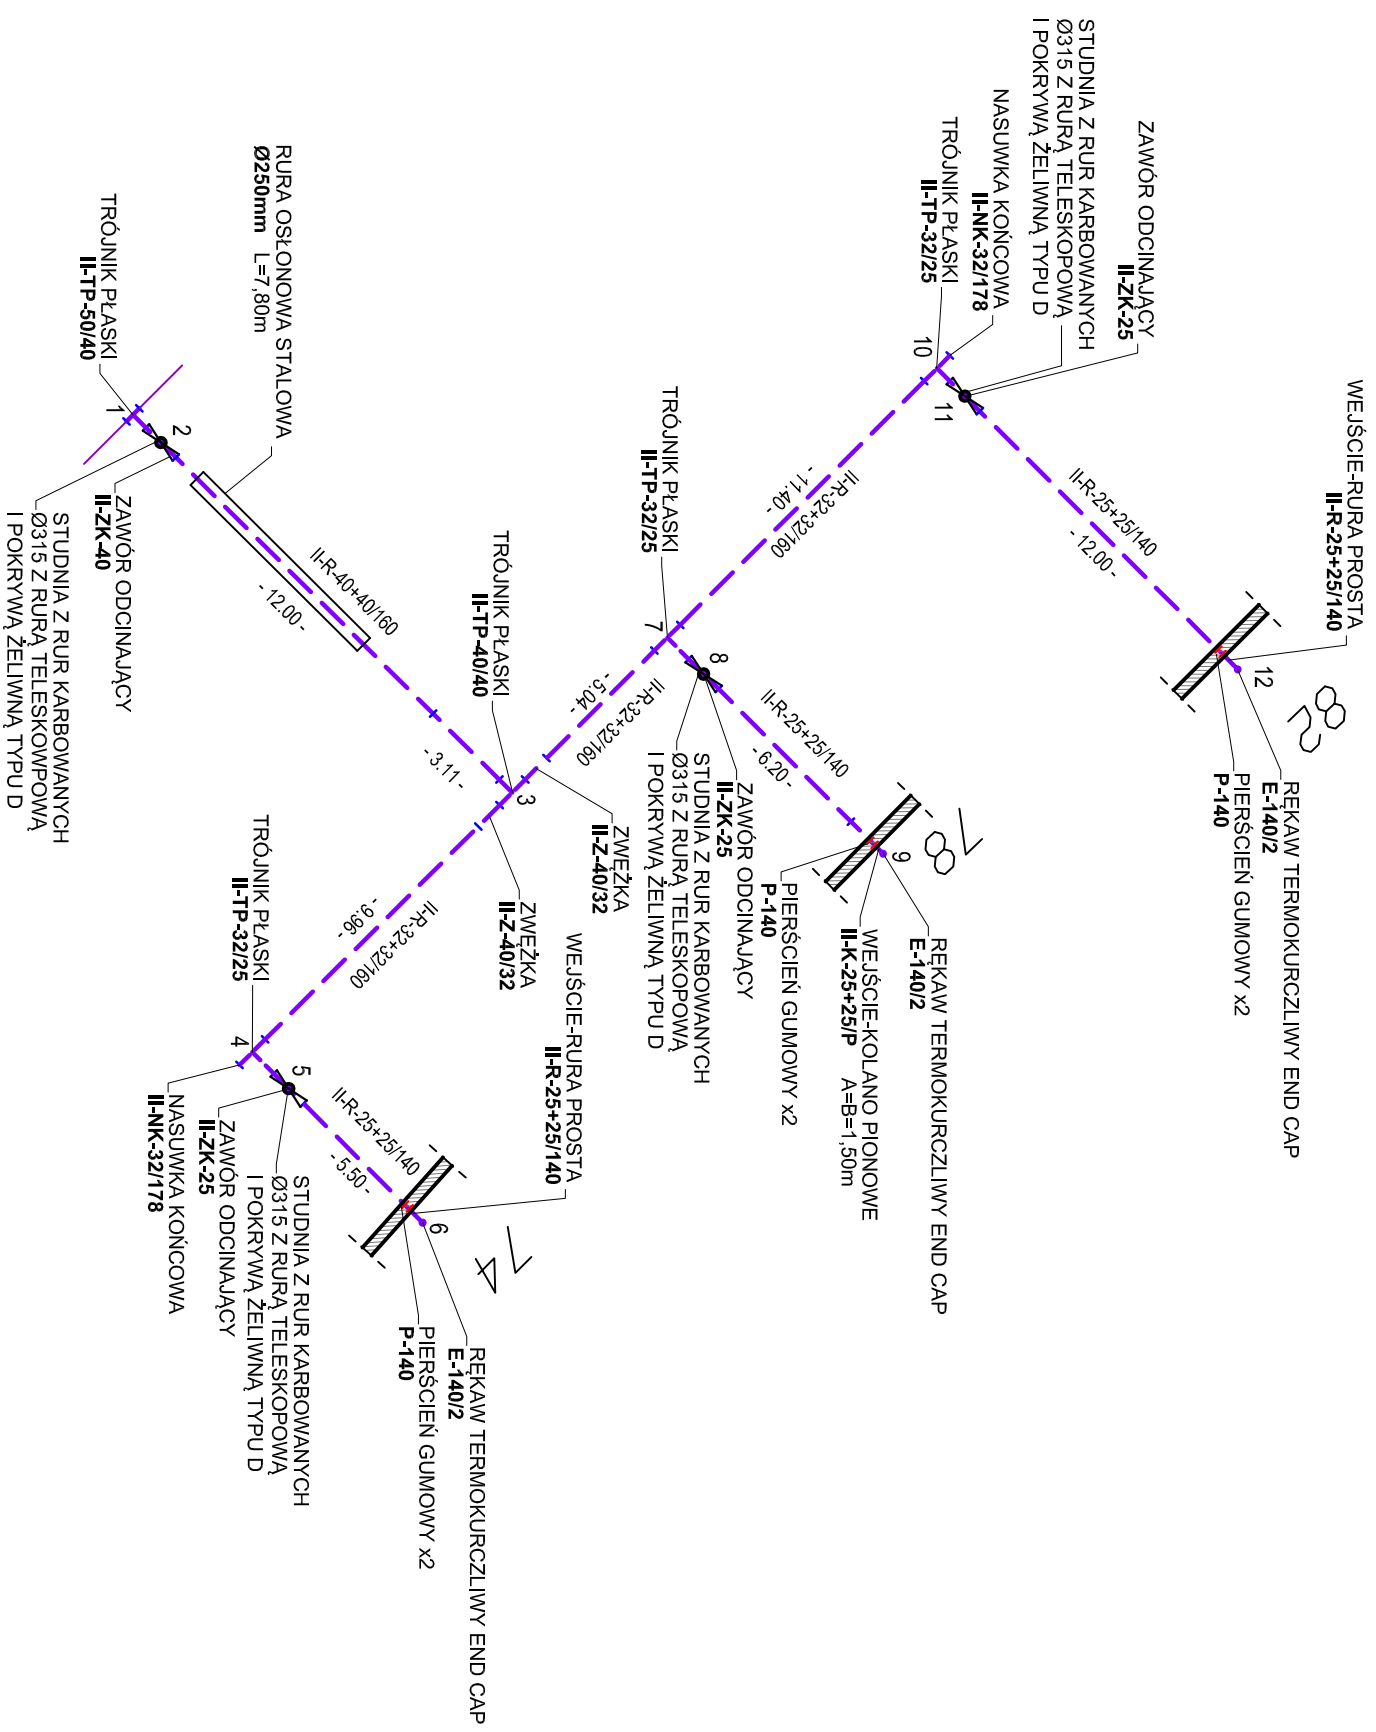 WEJŚCIE-RURA PROSTA
II-R-25+25/140
RĘKAW TERMOKURCZLIWY END CAP
E-140/2
PIERŚCIEŃ GUMOWY x2
P-140
12
82
ZAWÓR ODCINAJĄCY
II-ZK-25
STUDNIA Z RUR KARBOWANYCH
Ø315 Z RURĄ TELESKOPOWĄ
I POKRYWĄ ŻELIWNĄ TYPU D
NASUWKA KOŃCOWA
II-NK-32/178
TRÓJNIK PŁASKI
II-TP-32/25
10
11
II-R-25+25/140
- 12.00 -
II-R-32+32/160
- 11.40 -
RĘKAW TERMOKURCZLIWY END CAP
E-140/2
WEJŚCIE-KOLANO PIONOWE
II-K-25+25/P A=B=1,50m
PIERŚCIEŃ GUMOWY x2
P-140
9
78
II-R-25+25/140
- 6.20 -
8
ZAWÓR ODCINAJĄCY
II-ZK-25
STUDNIA Z RUR KARBOWANYCH
Ø315 Z RURĄ TELESKOPOWĄ
I POKRYWĄ ŻELIWNĄ TYPU D
TRÓJNIK PŁASKI
II-TP-32/25
7
II-R-32+32/160
- 5.04 -
ZWĘŻKA
II-Z-40/32
TRÓJNIK PŁASKI
II-TP-40/40
3
ZWĘŻKA
II-Z-40/32
WEJŚCIE-RURA PROSTA
II-R-25+25/140
RĘKAW TERMOKURCZLIWY END CAP
E-140/2
PIERŚCIEŃ GUMOWY x2
P-140
6
74
II-R-25+25/140
- 5.50 -
5
STUDNIA Z RUR KARBOWANYCH
Ø315 Z RURĄ TELESKOPOWĄ
I POKRYWĄ ŻELIWNĄ TYPU D
ZAWÓR ODCINAJĄCY
II-ZK-25
NASUWKA KOŃCOWA
II-NK-32/178
TRÓJNIK PŁASKI
II-TP-32/25
4
II-R-32+32/160
- 9.96 -
- 3.11 -
RURA OSŁONOWA STALOWA
Ø250mm L=7,80m
II-R-40+40/160
- 12.00 -
TRÓJNIK PŁASKI
II-TP-50/40
1
2
ZAWÓR ODCINAJĄCY
II-ZK-40
STUDNIA Z RUR KARBOWANYCH
Ø315 Z RURĄ TELESKOWPOWĄ
I POKRYWĄ ŻELIWNĄ TYPU D